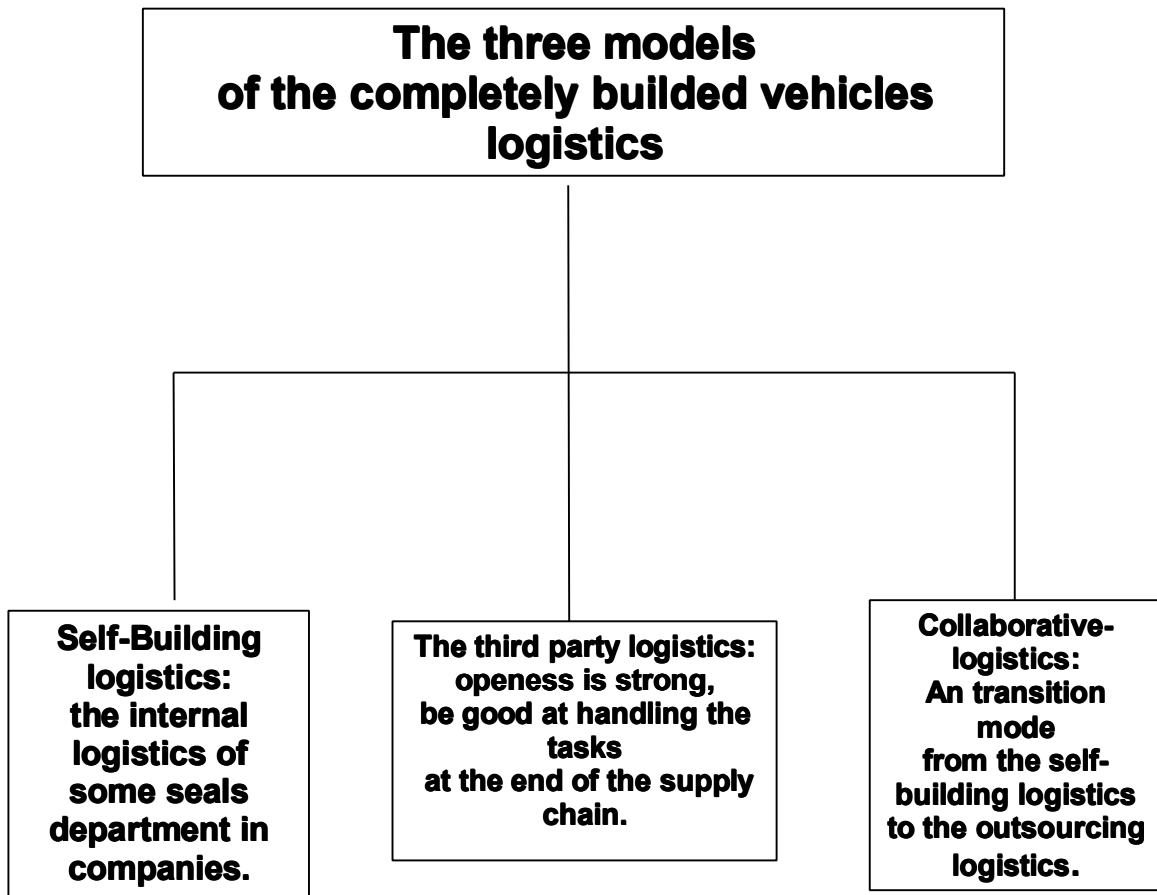 The three models
of the completely builded vehicles
logistics
Self-Building
logistics:
the internal
logistics of
some seals
department in
companies.
The third party logistics:
openess is strong,
be good at handling the
tasks
at the end of the supply
chain.
Collaborative-
logistics:
An transition
mode
from the self-
building logistics
to the outsourcing
logistics.